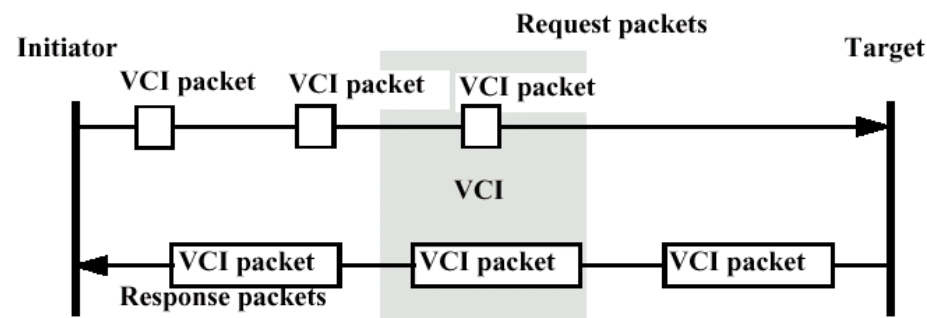 Request packets
Initiator
Target
VCI packet
VCI packet
VCI packet
VCI
VCI packet
VCI packet
VCI packet
Response packets